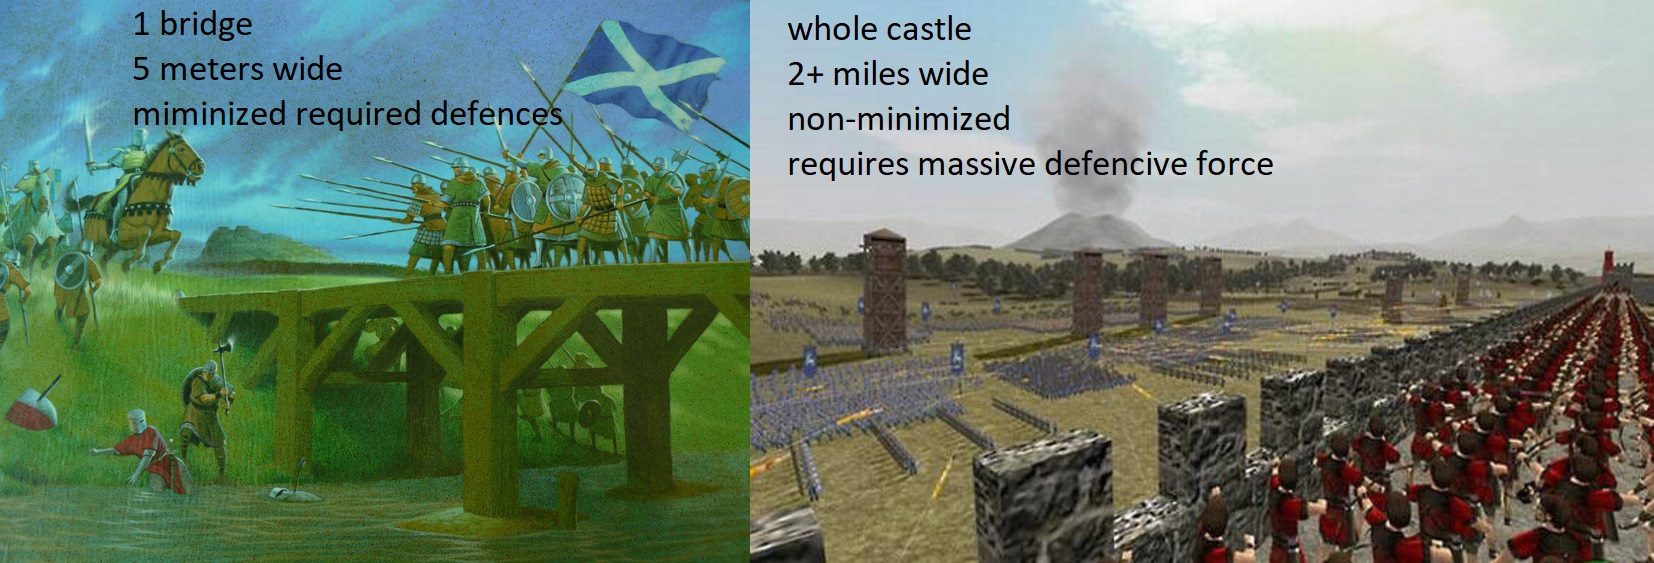 1 bridge
5 meters wide
miminized required defences
whole castle
2+ miles wide
non-minimized
requires massive defencive force